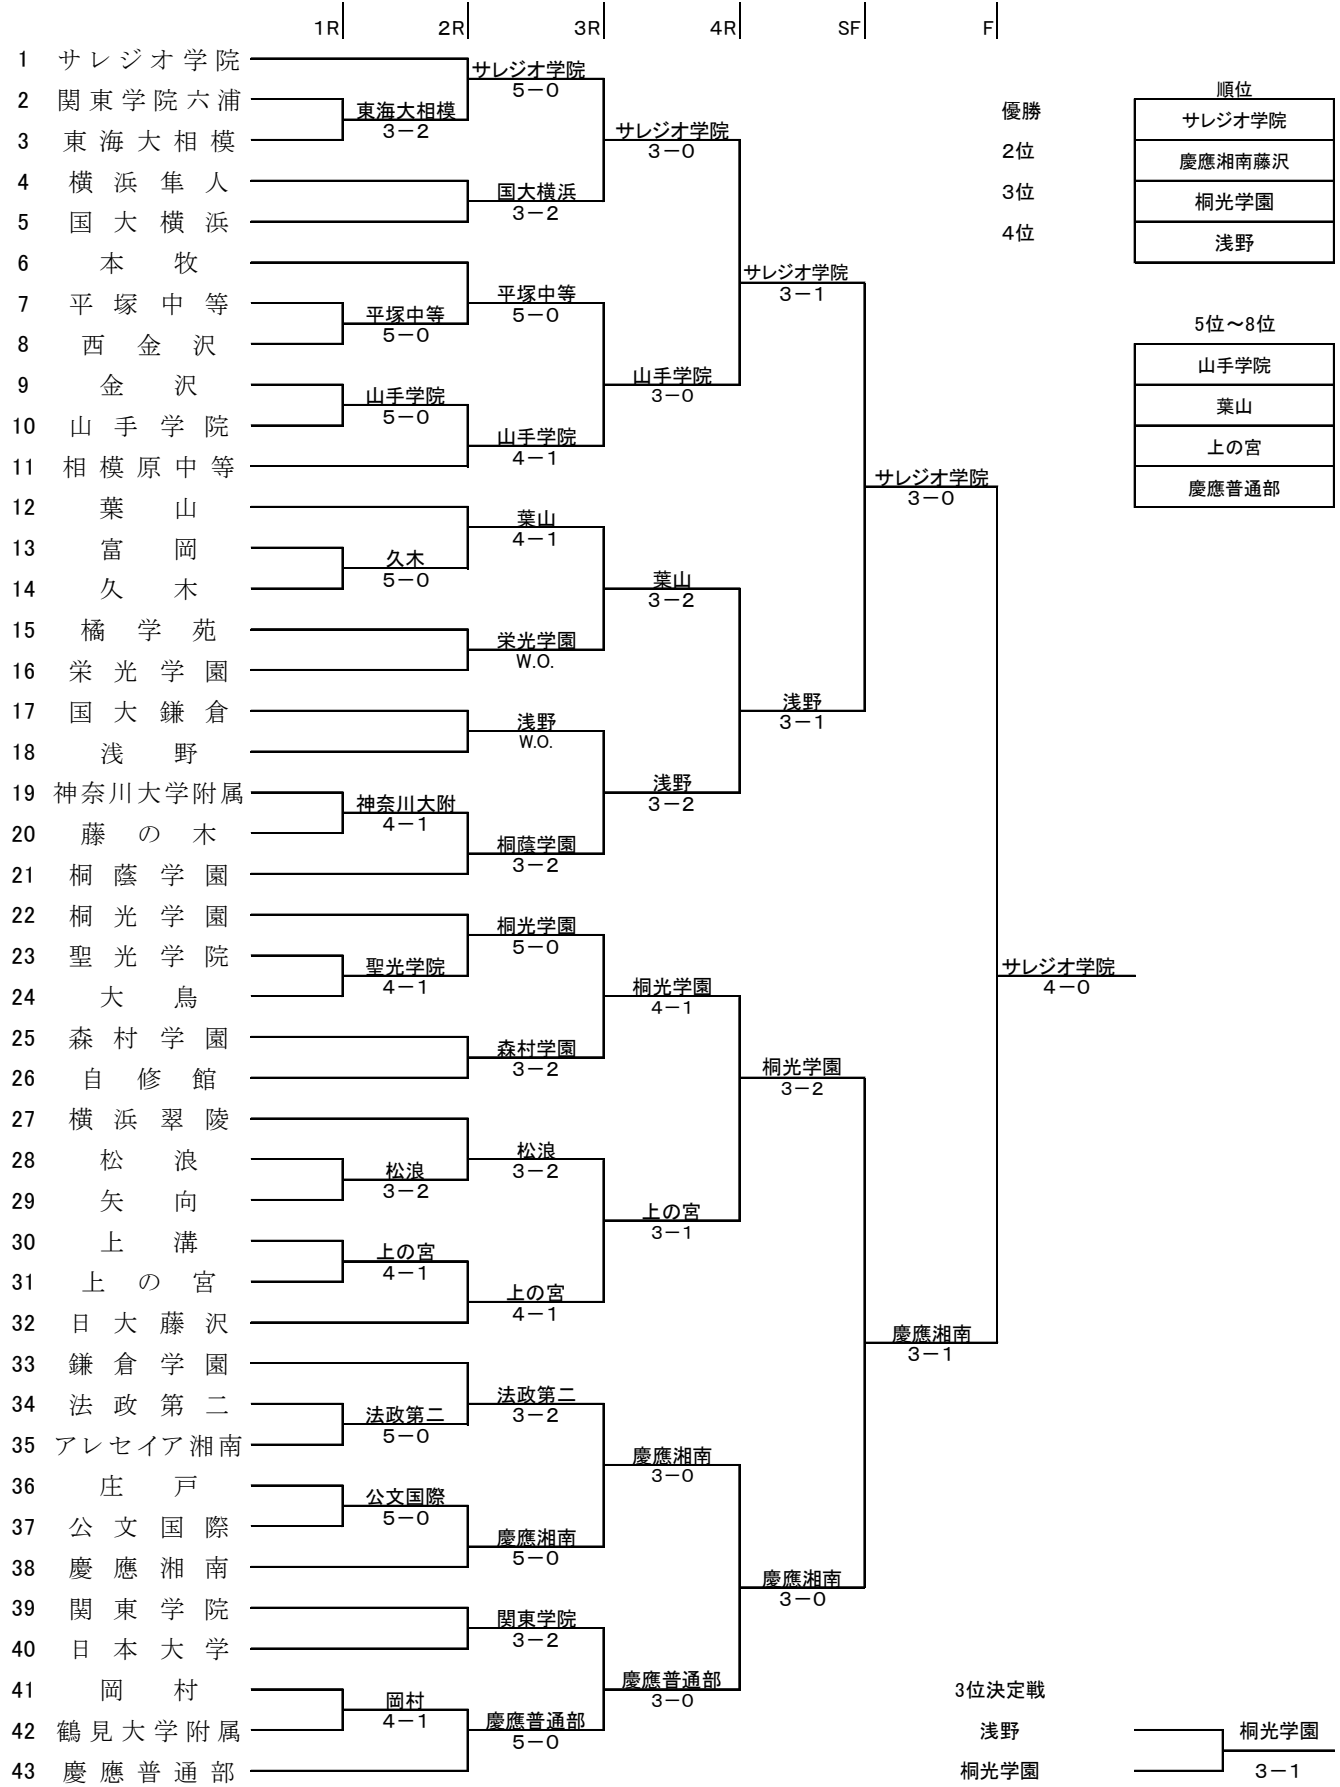 1R 2R 3R 4R SF F
1 サレジオ学院
サレジオ学院
5－0
2 関東学院六浦
東海大相模
3－2
3 東海大相模
サレジオ学院
3－0
4 横浜隼人
国大横浜
3－2
5 国大横浜
6 本牧
サレジオ学院
3－1
平塚中等
5－0
7 平塚中等
平塚中等
5－0
8 西金沢
山手学院
3－0
9 金沢
山手学院
5－0
10 山手学院
山手学院
4－1
11 相模原中等
サレジオ学院
3－0
12 葉山
葉山
4－1
13 富岡
久木
5－0
14 久木
葉山
3－2
15 橘学苑
栄光学園
W.O.
16 栄光学園
浅野
3－1
17 国大鎌倉
浅野
W.O.
18 浅野
浅野
3－2
19 神奈川大学附属
神奈川大附
4－1
20 藤の木
桐蔭学園
3－2
21 桐蔭学園
22 桐光学園
桐光学園
5－0
23 聖光学院
聖光学院
4－1
サレジオ学院
4－0
24 大鳥
桐光学園
4－1
25 森村学園
森村学園
3－2
26 自修館
桐光学園
3－2
27 横浜翠陵
松浪
3－2
28 松浪
松浪
3－2
29 矢向
上の宮
3－1
30 上溝
上の宮
4－1
31 上の宮
上の宮
4－1
32 日大藤沢
慶應湘南
3－1
33 鎌倉学園
法政第二
3－2
34 法政第二
法政第二
5－0
35 アレセイア湘南
慶應湘南
3－0
36 庄戸
公文国際
5－0
37 公文国際
慶應湘南
5－0
38 慶應湘南
慶應湘南
3－0
39 関東学院
関東学院
3－2
40 日本大学
慶應普通部
3－0
41 岡村
岡村
4－1
42 鶴見大学附属
慶應普通部
5－0
43 慶應普通部
順位
優勝 サレジオ学院
2位 慶應湘南藤沢
3位 桐光学園
4位 浅野
5位～8位
山手学院
葉山
上の宮
慶應普通部
3位決定戦
浅野
桐光学園
桐光学園
3－1